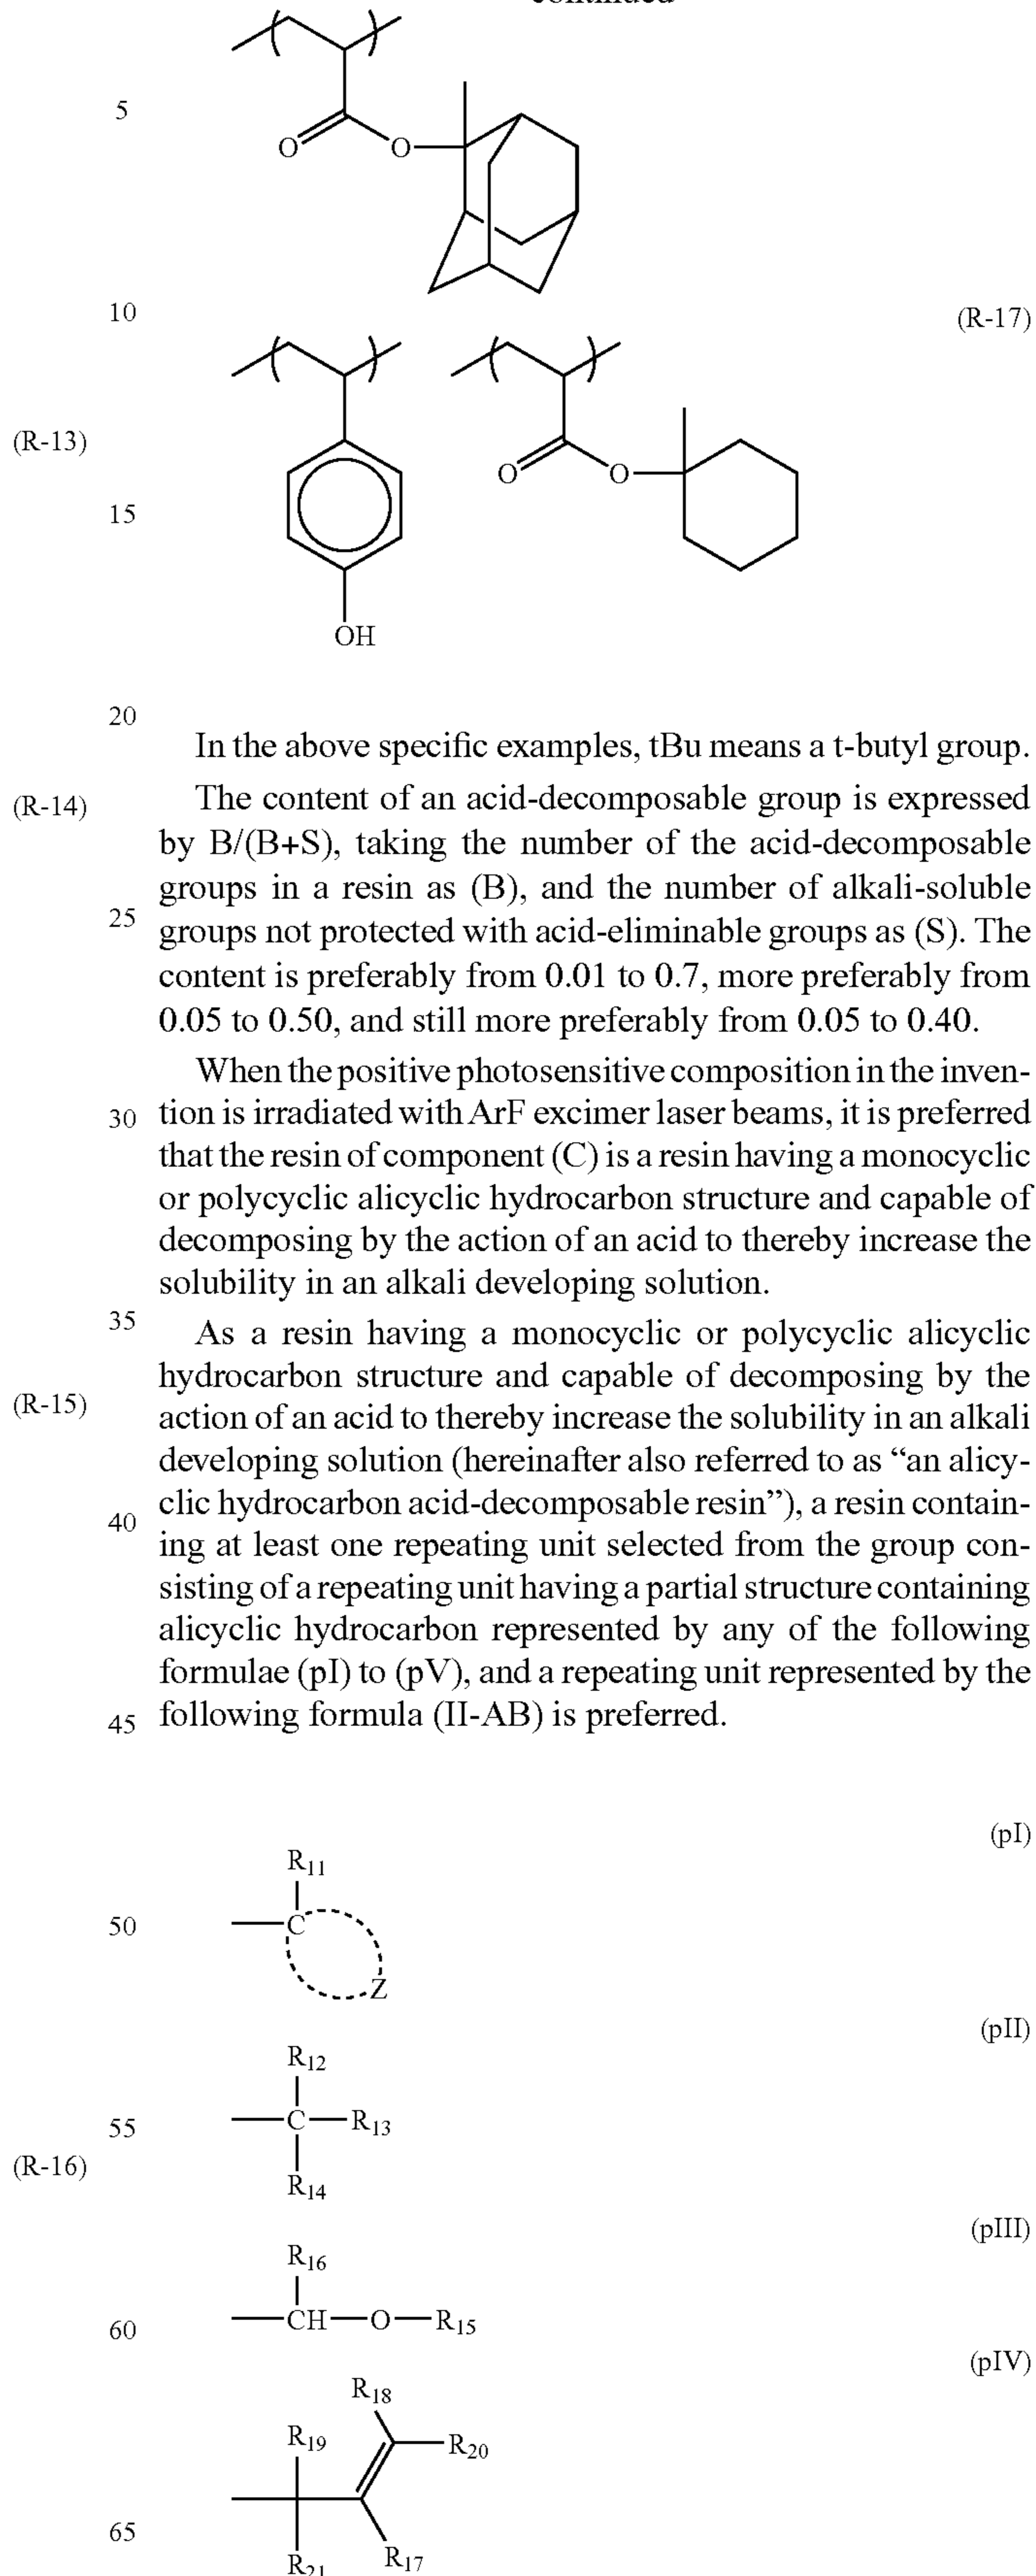 continued
5
O
O
10
(R-17)
(R-13)
O
O
15
OH
20
In the above specific examples, tBu means a t-butyl group.
(R-14)
The content of an acid-decomposable group is expressed
by B/(B+S), taking the number of the acid-decomposable
groups in a resin as (B), and the number of alkali-soluble
25
groups not protected with acid-eliminable groups as (S). The
content is preferably from 0.01 to 0.7, more preferably from
0.05 to 0.50, and still more preferably from 0.05 to 0.40.
When the positive photosensitive composition in the inven-
30
tion is irradiated with ArF excimer laser beams, it is preferred
that the resin of component (C) is a resin having a monocyclic
or polycyclic alicyclic hydrocarbon structure and capable of
decomposing by the action of an acid to thereby increase the
solubility in an alkali developing solution.
35
As a resin having a monocyclic or polycyclic alicyclic
hydrocarbon structure and capable of decomposing by the
(R-15)
action of an acid to thereby increase the solubility in an alkali
developing solution (hereinafter also referred to as “an alicy-
clic hydrocarbon acid-decomposable resin”), a resin contain-
40
ing at least one repeating unit selected from the group con-
sisting of a repeating unit having a partial structure containing
alicyclic hydrocarbon represented by any of the following
formulae (pI) to (pV), and a repeating unit represented by the
45
following formula (II-AB) is preferred.
(pI)
R11
50
C
Z
(pII)
R12
55
C R13
(R-16)
R14
(pIII)
R16
60
CH O R15
(pIV)
R18
R19
R20
65
R17
R21